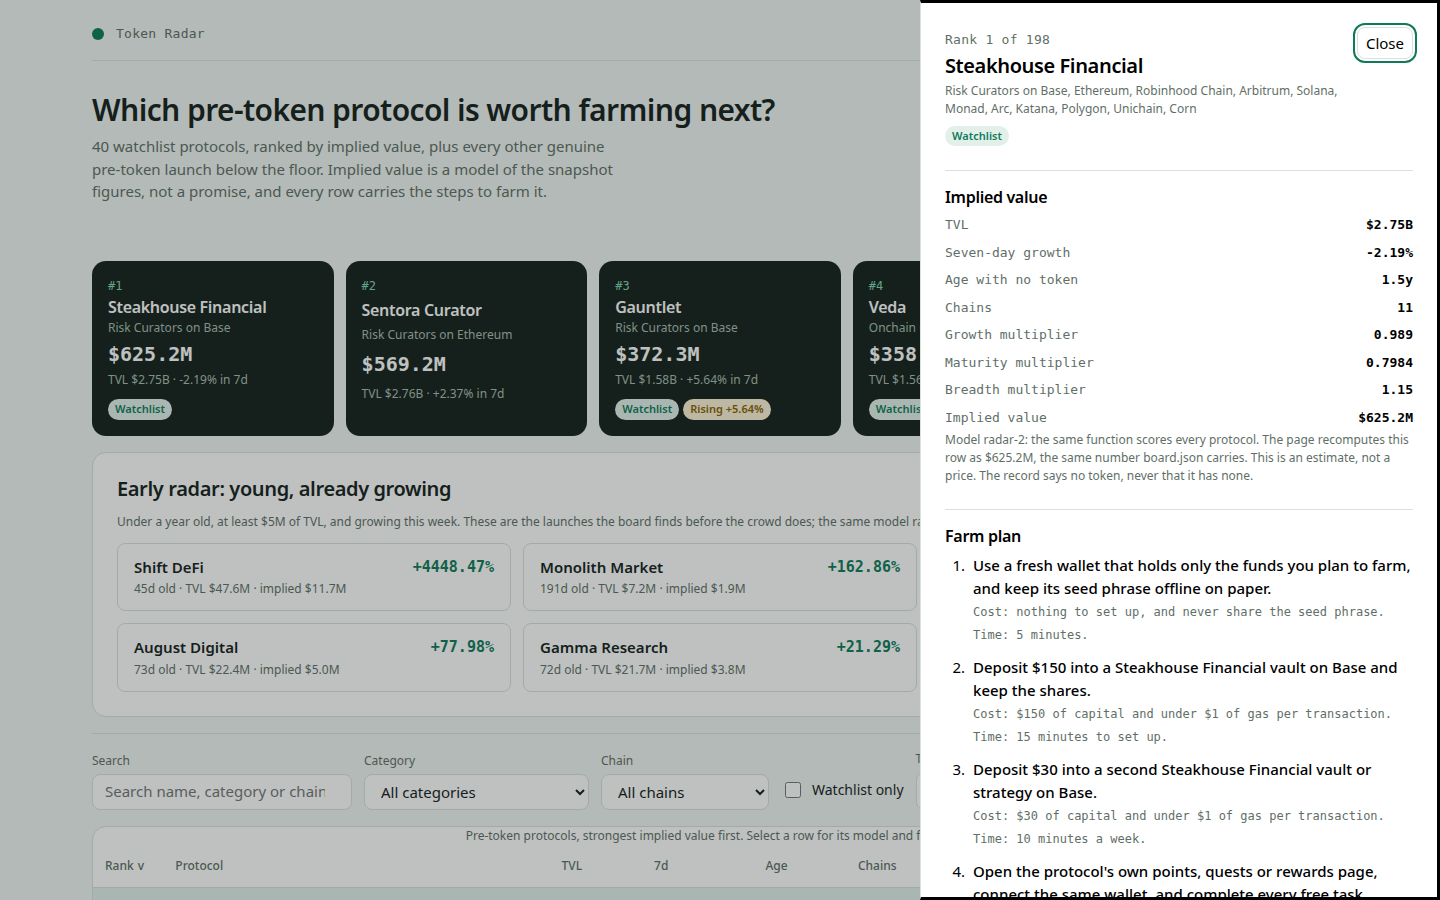 Token Radar
Which pre-token protocol is worth farming next?
40 watchlist protocols, ranked by implied value, plus every other genuine
pre-token launch below the floor. Implied value is a model of the snapshot
figures, not a promise, and every row carries the steps to farm it.
#1
Steakhouse Financial
Risk Curators on Base
$625.2M
TVL $2.75B · -2.19% in 7d
Watchlist
#2
Sentora Curator
Risk Curators on Ethereum
$569.2M
TVL $2.76B · +2.37% in 7d
#3
Gauntlet
Risk Curators on Base
$372.3M
TVL $1.58B · +5.64% in 7d
Watchlist
Rising +5.64%
#4
Veda
Onchain
$358
TVL $1.56
Watchlis
Early radar: young, already growing
Under a year old, at least $5M of TVL, and growing this week. These are the launches the board finds before the crowd does; the same model ra
Shift DeFi
+4448.47%
45d old · TVL $47.6M · implied $11.7M
Monolith Market
+162.86%
191d old · TVL $7.2M · implied $1.9M
August Digital
+77.98%
73d old · TVL $22.4M · implied $5.0M
Gamma Research
+21.29%
72d old · TVL $21.7M · implied $3.8M
Search
Category
Chain
Search name, category or chain
All categories
All chains
Watchlist only
Pre-token protocols, strongest implied value first. Select a row for its model and f
Rank v
Protocol
TVL
7d
Age
Chains
Rank 1 of 198
Close
Steakhouse Financial
Risk Curators on Base, Ethereum, Robinhood Chain, Arbitrum, Solana,
Monad, Arc, Katana, Polygon, Unichain, Corn
Watchlist
Implied value
TVL $2.75B
Seven-day growth -2.19%
Age with no token 1.5y
Chains 11
Growth multiplier 0.989
Maturity multiplier 0.7984
Breadth multiplier 1.15
Implied value $625.2M
Model radar-2: the same function scores every protocol. The page recomputes this
row as $625.2M, the same number board.json carries. This is an estimate, not a
price. The record says no token, never that it has none.
Farm plan
1. Use a fresh wallet that holds only the funds you plan to farm,
and keep its seed phrase offline on paper.
Cost: nothing to set up, and never share the seed phrase.
Time: 5 minutes.
2. Deposit $150 into a Steakhouse Financial vault on Base and
keep the shares.
Cost: $150 of capital and under $1 of gas per transaction.
Time: 15 minutes to set up.
3. Deposit $30 into a second Steakhouse Financial vault or
strategy on Base.
Cost: $30 of capital and under $1 of gas per transaction.
Time: 10 minutes a week.
4. Open the protocol's own points, quests or rewards page,
connect the same wallet, and complete every free task